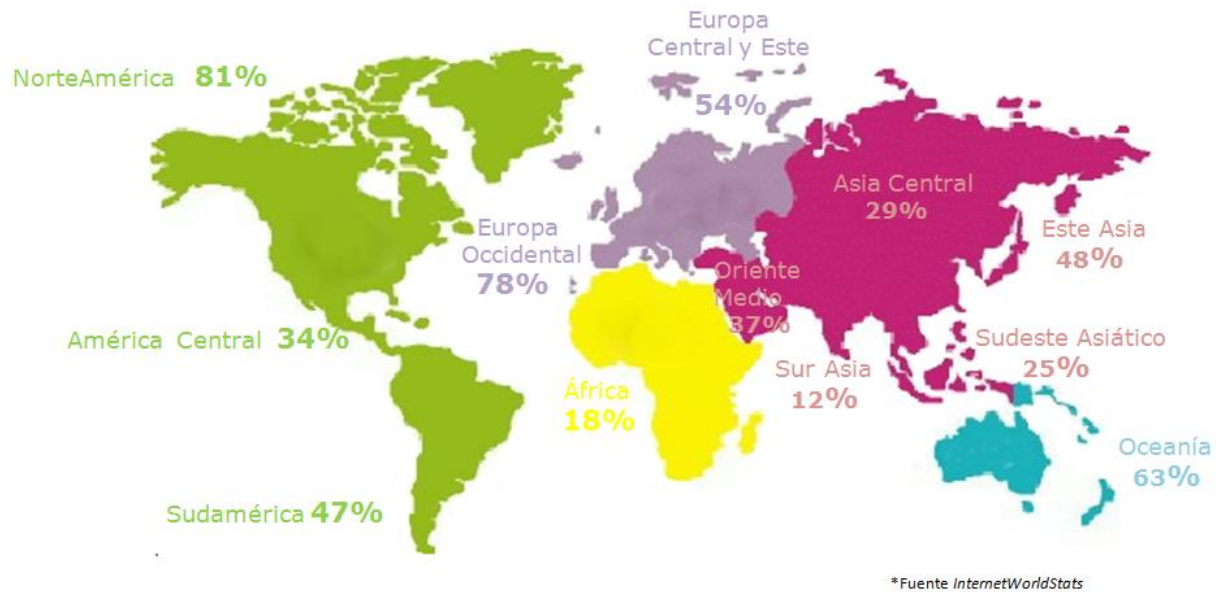 Europa
Central y Este
54%
NorteAmérica 81%
Asia Central
29%
Europa
Occidental
78%
Este Asia
48%
Oriente
Medio
37%
América Central 34%
Sudeste Asiático
25%
Sur Asia
12%
África
18%
Oceanía
63%
Sudamérica 47%
*Fuente InternetWorldStats